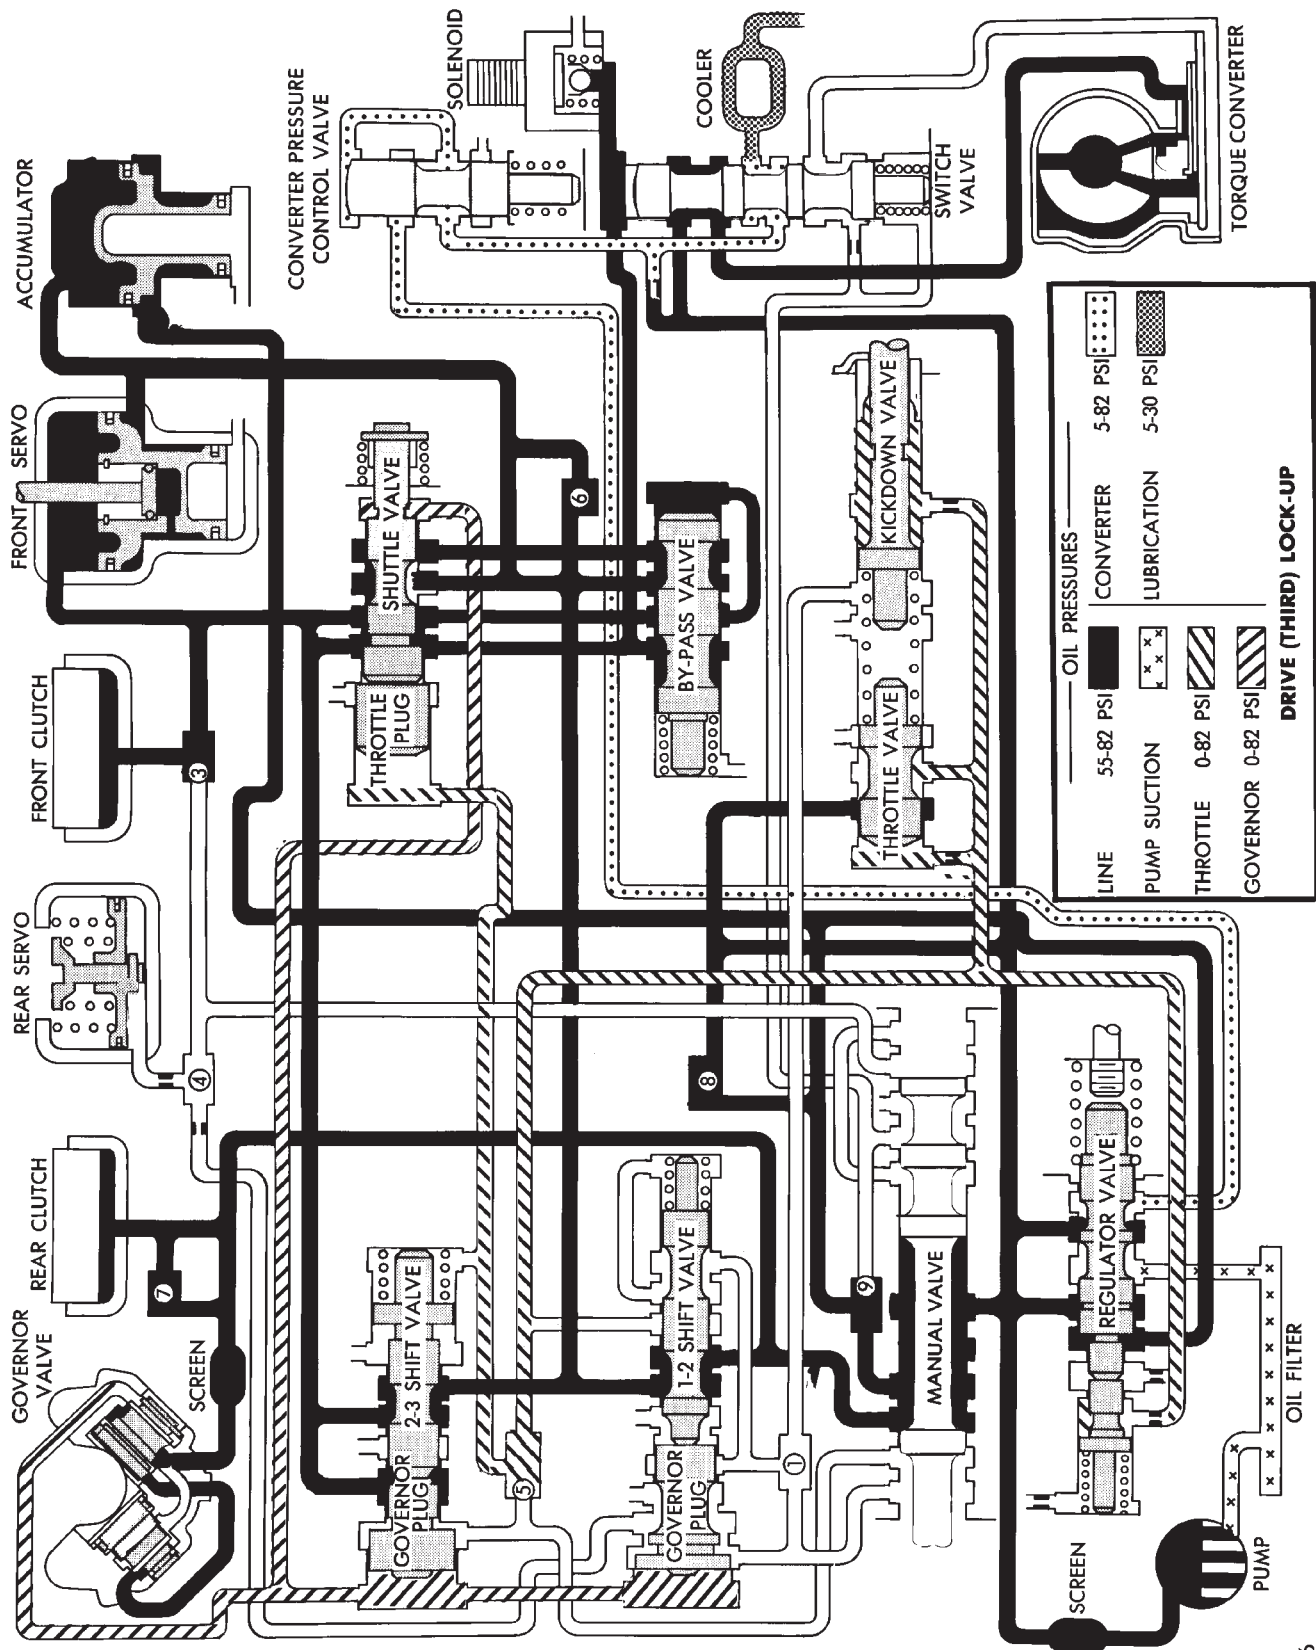 GOVERNOR
VALVE
REAR CLUTCH
REAR SERVO
FRONT CLUTCH
FRONT SERVO
ACCUMULATOR
7
SCREEN
4
3
CONVERTER PRESSURE
CONTROL VALVE
SOLENOID
GOVERNOR
PLUG
2-3 SHIFT VALVE
THROTTLE
PLUG
SHUTTLE VALVE
5
6
GOVERNOR
PLUG
1-2 SHIFT VALVE
8
BY-PASS VALVE
COOLER
1
9
THROTTLE VALVE
KICKDOWN VALVE
SWITCH
VALVE
MANUAL VALVE
REGULATOR VALVE
SCREEN
PUMP
OIL FILTER
TORQUE CONVERTER
OIL PRESSURES
LINE 55-82 PSI
CONVERTER 5-82 PSI
PUMP SUCTION
LUBRICATION 5-30 PSI
THROTTLE 0-82 PSI
GOVERNOR 0-82 PSI
DRIVE (THIRD) LOCK-UP